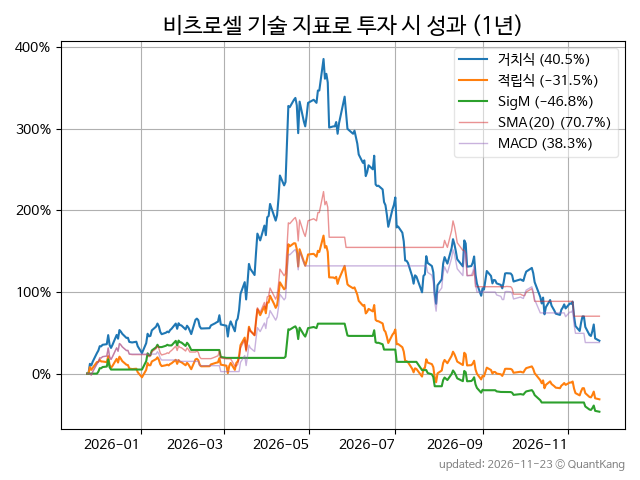 비츠로셀 기술 지표로 투자 시 성과 (1년)
400%
300%
200%
100%
0%
거치식 (40.5%)
적립식 (−31.5%)
SigM (−46.8%)
SMA(20) (70.7%)
MACD (38.3%)
2026-01 2026-03 2026-05 2026-07 2026-09 2026-11
updated: 2026-11-23 © QuantKang